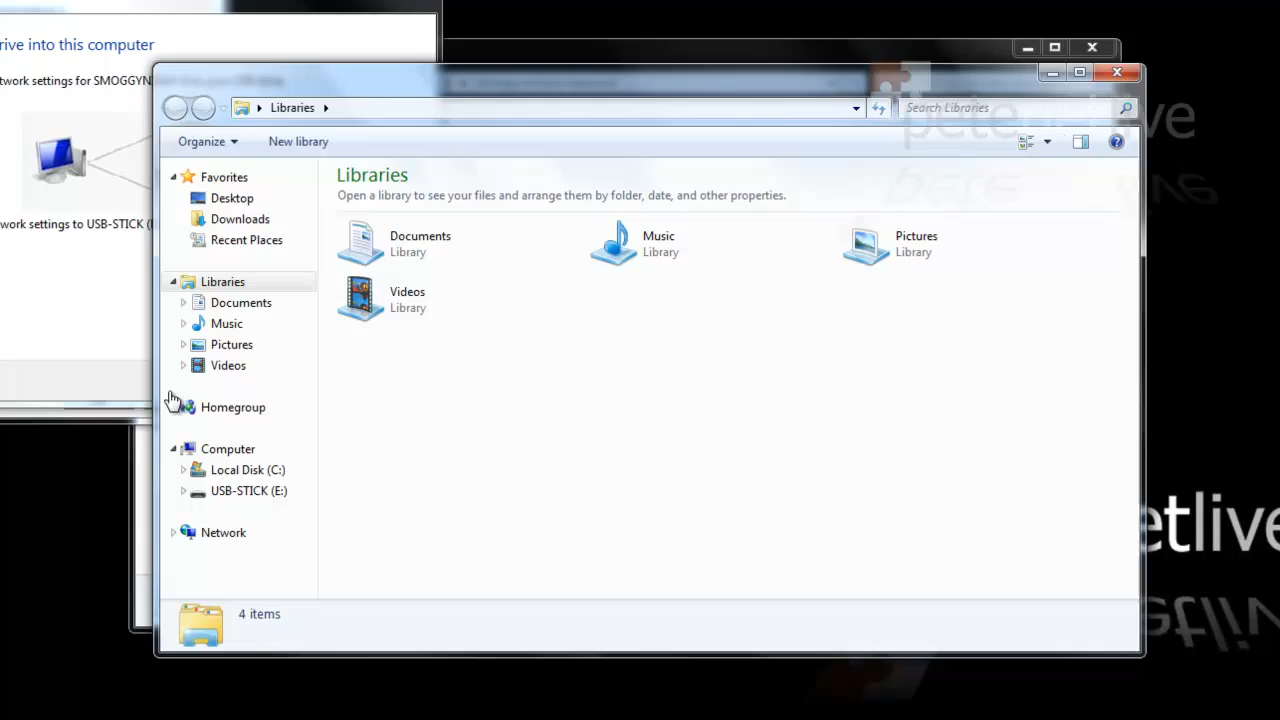 rive into this computer
twork settings for SMOGGYN
work settings to USB-STICK (
Libraries
Search Libraries
petenetlive
Organize
New library
Favorites
Desktop
Downloads
Recent Places
Libraries
Documents
Music
Pictures
Videos
Homegroup
Computer
Local Disk (C:)
USB-STICK (E:)
Network
Libraries
Open a library to see your files and arrange them by folder, date, and other properties.
Documents
Library
Music
Library
Pictures
Library
Videos
Library
etlive
4 items